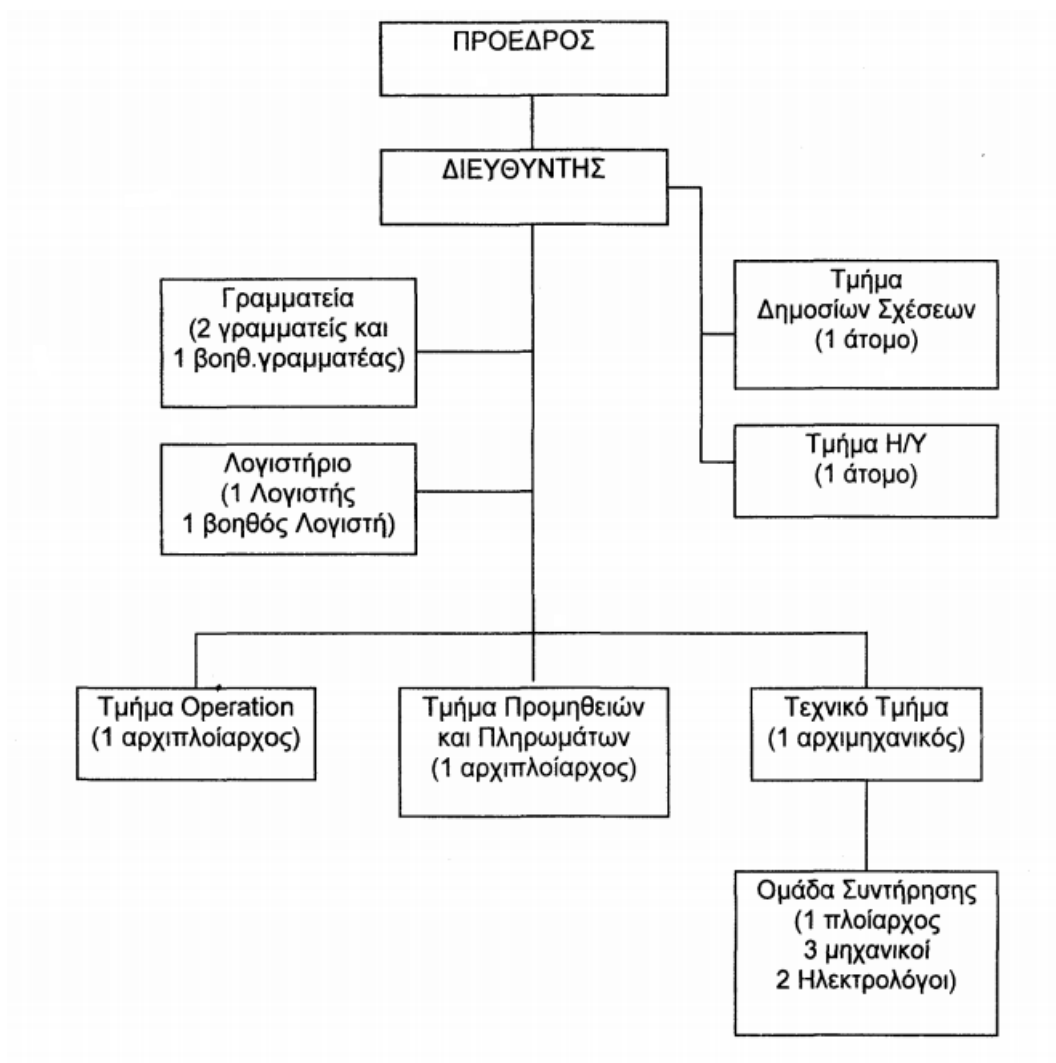 ΠΡΟΕΔΡΟΣ
ΔΙΕΥΘΥΝΤΗΣ
Γραμματεία
(2 γραμματείς και
1 βοηθ.γραμματέας)
Τμήμα
Δημοσίων Σχέσεων
(1 άτομο)
Λογιστήριο
(1 Λογιστής
1 βοηθός Λογιστή)
Τμήμα Η/Υ
(1 άτομο)
Τμήμα Operation
(1 αρχιπλοίαρχος)
Τμήμα Προμηθειών
και Πληρωμάτων
(1 αρχιπλοίαρχος)
Τεχνικό Τμήμα
(1 αρχιμηχανικός)
Ομάδα Συντήρησης
(1 πλοίαρχος
3 μηχανικοί
2 Ηλεκτρολόγοι)